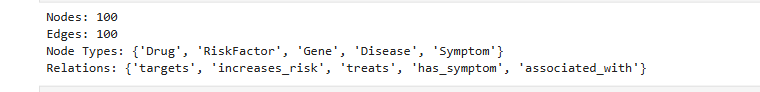 Nodes: 100
Edges: 100
Node Types: {'Drug', 'RiskFactor', 'Gene', 'Disease', 'Symptom'}
Relations: {'targets', 'increases_risk', 'treats', 'has_symptom', 'associated_with'}